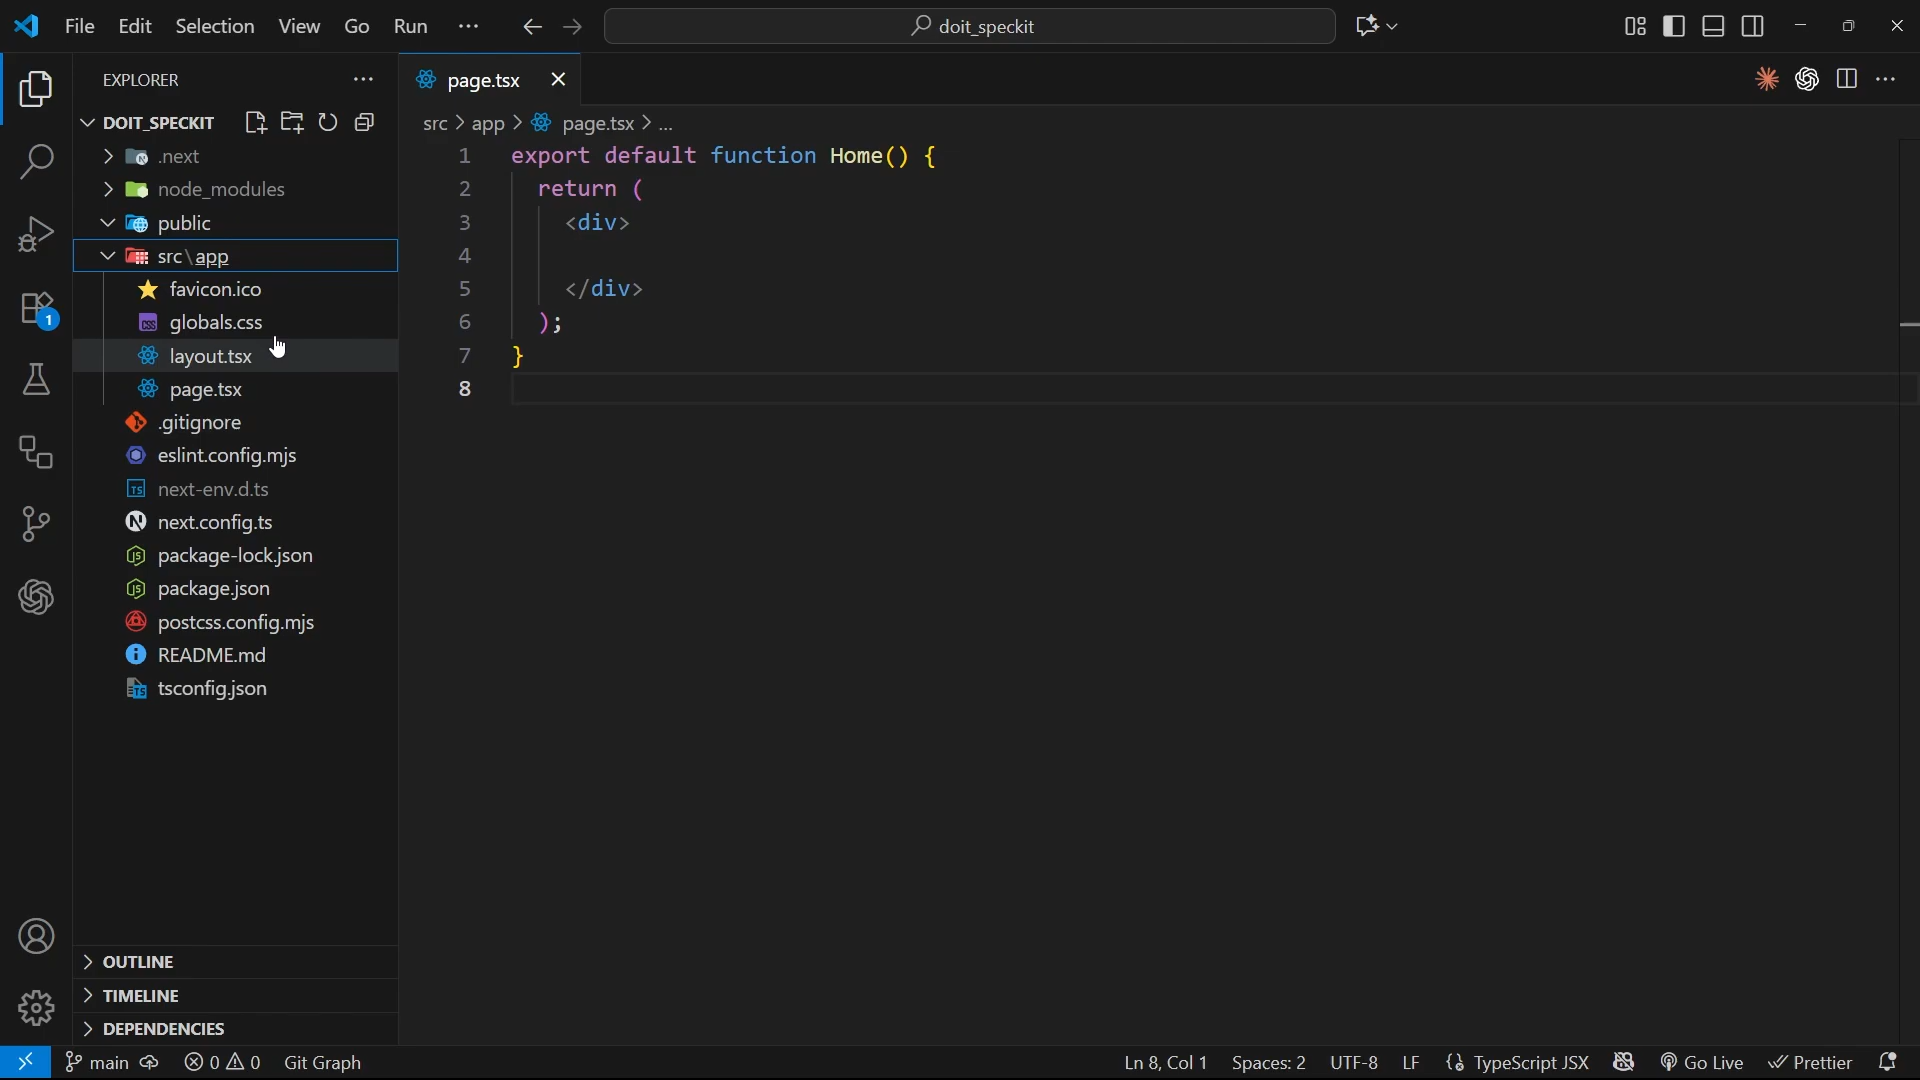 File Edit Selection View Go Run
doit_speckit
EXPLORER
DOIT_SPECKIT
.next
node_modules
public
src\app
favicon.ico
globals.css
layout.tsx
page.tsx
.gitignore
eslint.config.mjs
next-env.d.ts
next.config.ts
package-lock.json
package.json
postcss.config.mjs
README.md
tsconfig.json
OUTLINE
TIMELINE
DEPENDENCIES
1
page.tsx
src > app > page.tsx > ...
1 export default function Home() {
2 return (
3 <div>
4
5 </div>
6 );
7 }
8
main 0 0 Git Graph Ln 8, Col 1 Spaces: 2 UTF-8 LF {} TypeScript JSX Go Live Prettier